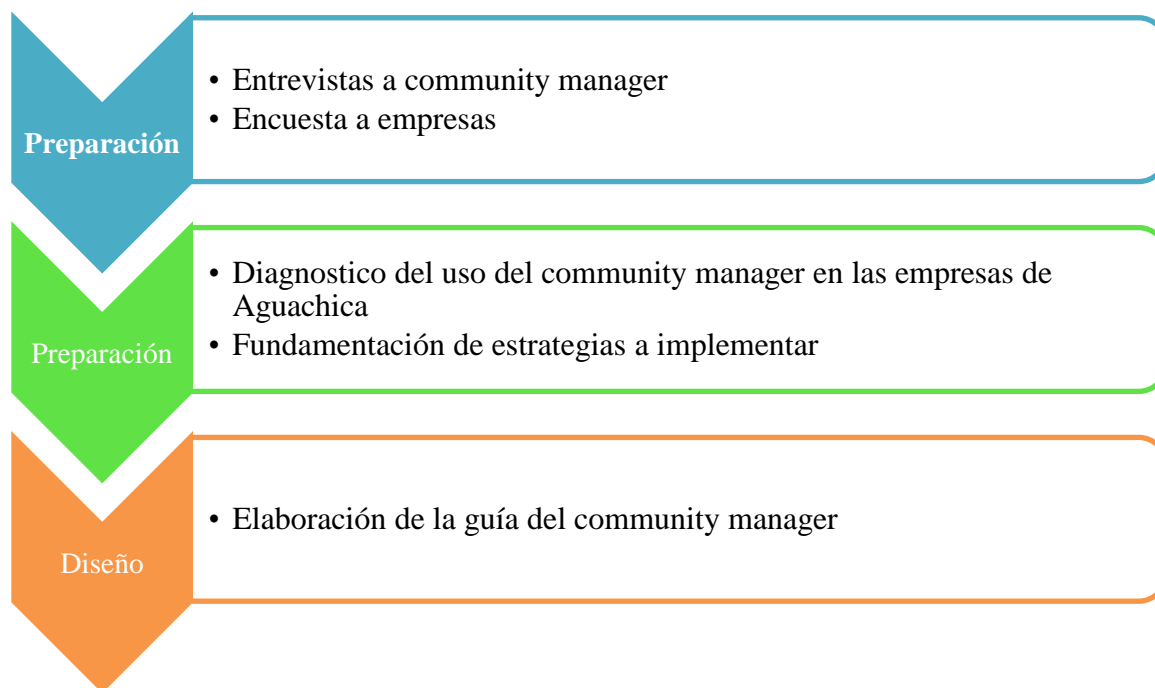 Preparación
• Entrevistas a community manager
• Encuesta a empresas
Preparación
• Diagnostico del uso del community manager en las empresas de
Aguachica
• Fundamentación de estrategias a implementar
Diseño
• Elaboración de la guía del community manager